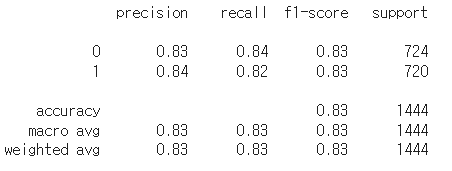 precision recall f1-score support
0 0.83 0.84 0.83 724
1 0.84 0.82 0.83 720
accuracy 0.83 1444
macro avg 0.83 0.83 0.83 1444
weighted avg 0.83 0.83 0.83 1444